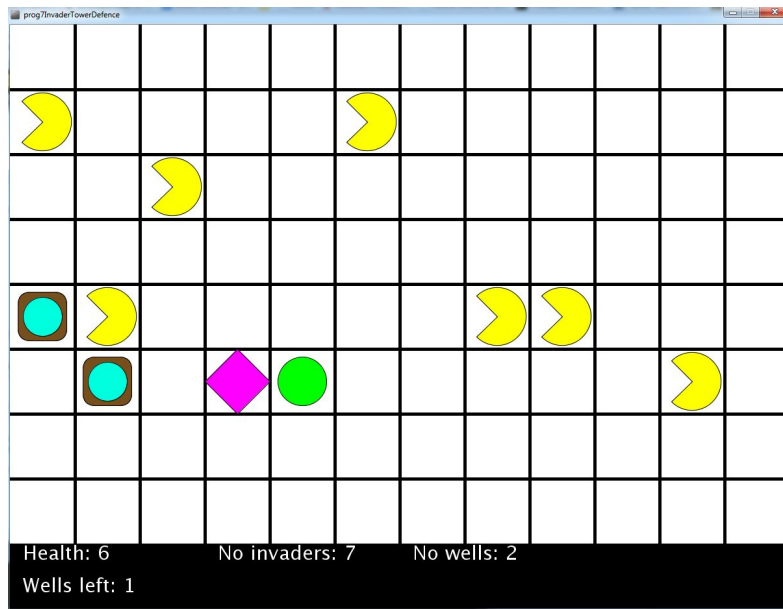 prog7InvaderTowerDefence
Health: 6 No invaders: 7 No wells: 2
Wells left: 1